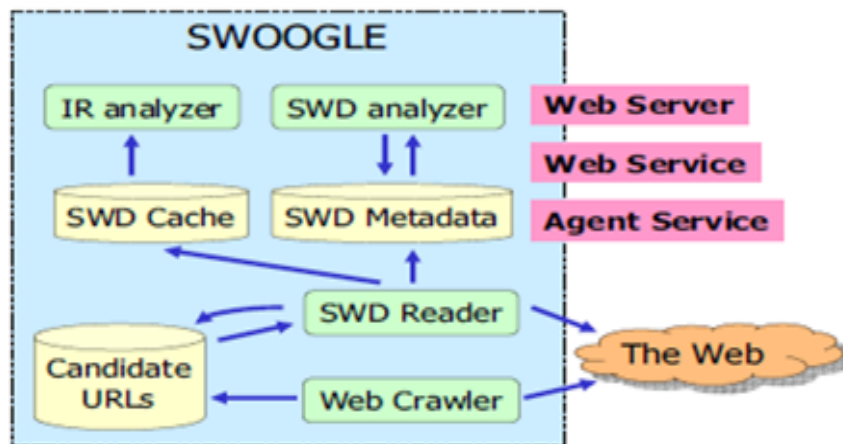 SWOOGLE
IR analyzer
SWD analyzer
Web Server
Web Service
SWD Cache
SWD Metadata
Agent Service
SWD Reader
The Web
Candidate
URLs
Web Crawler